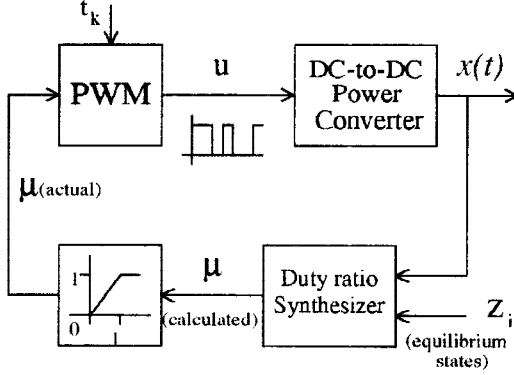 t_k
PWM
u
DC-to-DC
Power
Converter
x(t)
μ(actual)
1
0
1
μ
(calculated)
Duty ratio
Synthesizer
Z_i
(equilibrium
states)